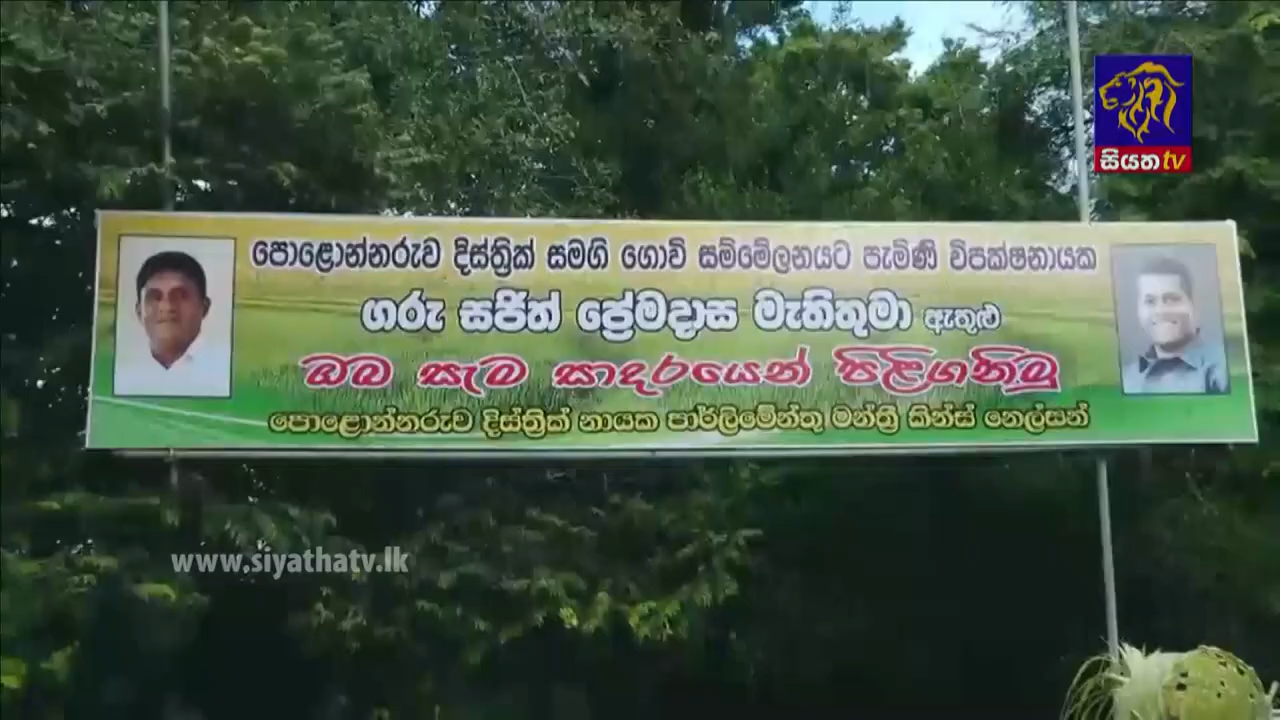 සියත tv
පොළොන්නරුව දිස්ත්‍රික් සමගි ගොවි සම්මේලනයට පැමිණි විපක්ෂනායක
ගරු සජිත් ප්‍රේමදාස මැතිතුමා ඇතුළු
ඔබ සැම සාදරයෙන් පිළිගනිමු
පොළොන්නරුව දිස්ත්‍රික් නායක පාර්ලිමේන්තු මන්ත්‍රී කින්ස් නෙල්සන්
www.siyathatv.lk